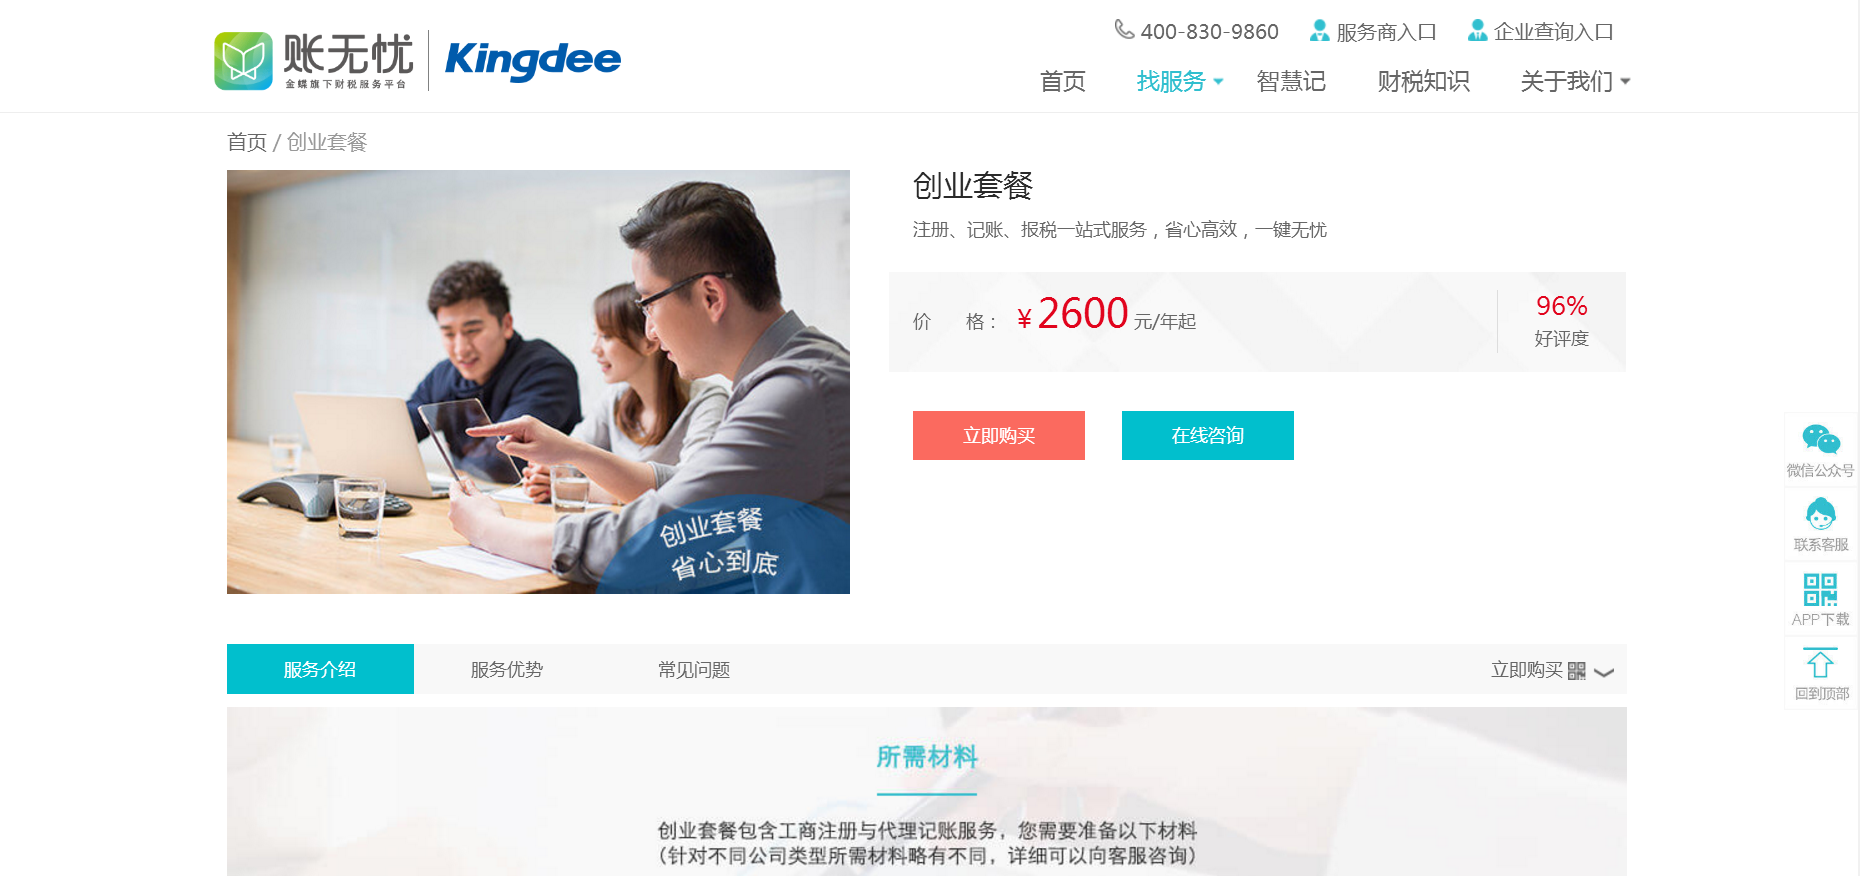 账无忧
金蝶旗下财税服务平台
Kingdee
400-830-9860 服务商入口 企业查询入口
首页 找服务 智慧记 财税知识 关于我们
首页 / 创业套餐
创业套餐
注册、记账、报税一站式服务，省心高效，一键无忧
价 格： ¥2600 元/年起
96%
好评度
立即购买 在线咨询
创业套餐
省心到底
微信公众号
联系客服
APP下载
回到顶部
服务介绍 服务优势 常见问题 立即购买
所需材料
创业套餐包含工商注册与代理记账服务，您需要准备以下材料
（针对不同公司类型所需材料略有不同，详细可以向客服咨询）